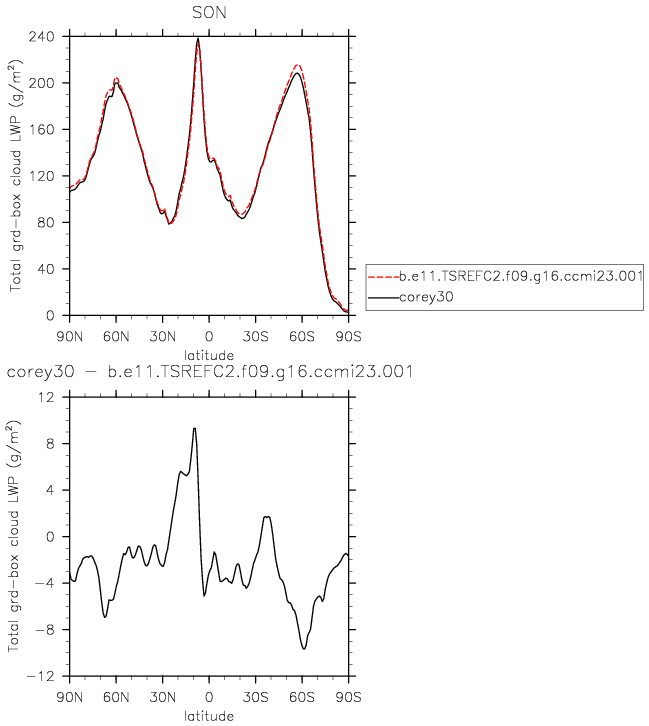 SON
Total grd-box cloud LWP (g/m²)
240
200
160
120
80
40
0
90N 60N 30N 0 30S 60S 90S
latitude
b.e11.TSREFC2.f09.g16.ccmi23.001
corey30
corey30 - b.e11.TSREFC2.f09.g16.ccmi23.001
Total grd-box cloud LWP (g/m²)
12
8
4
0
-4
-8
-12
90N 60N 30N 0 30S 60S 90S
latitude